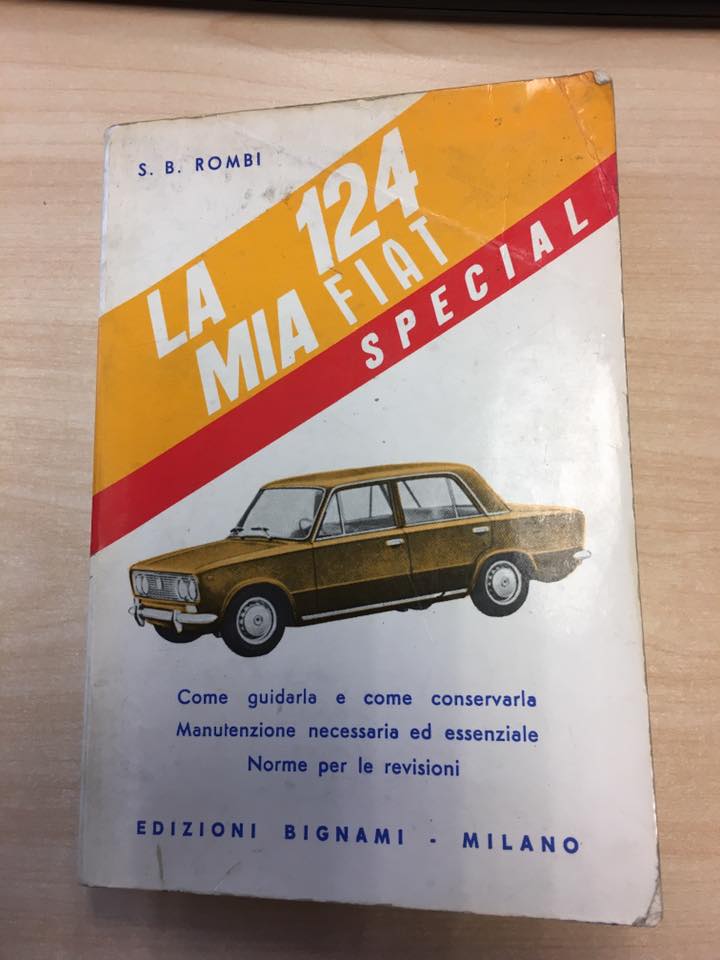 S. B. ROMBI
LA 124
MIA FIAT
SPECIAL
Come guidarla e come conservarla
Manutenzione necessaria ed essenziale
Norme per le revisioni
EDIZIONI BIGNAMI - MILANO